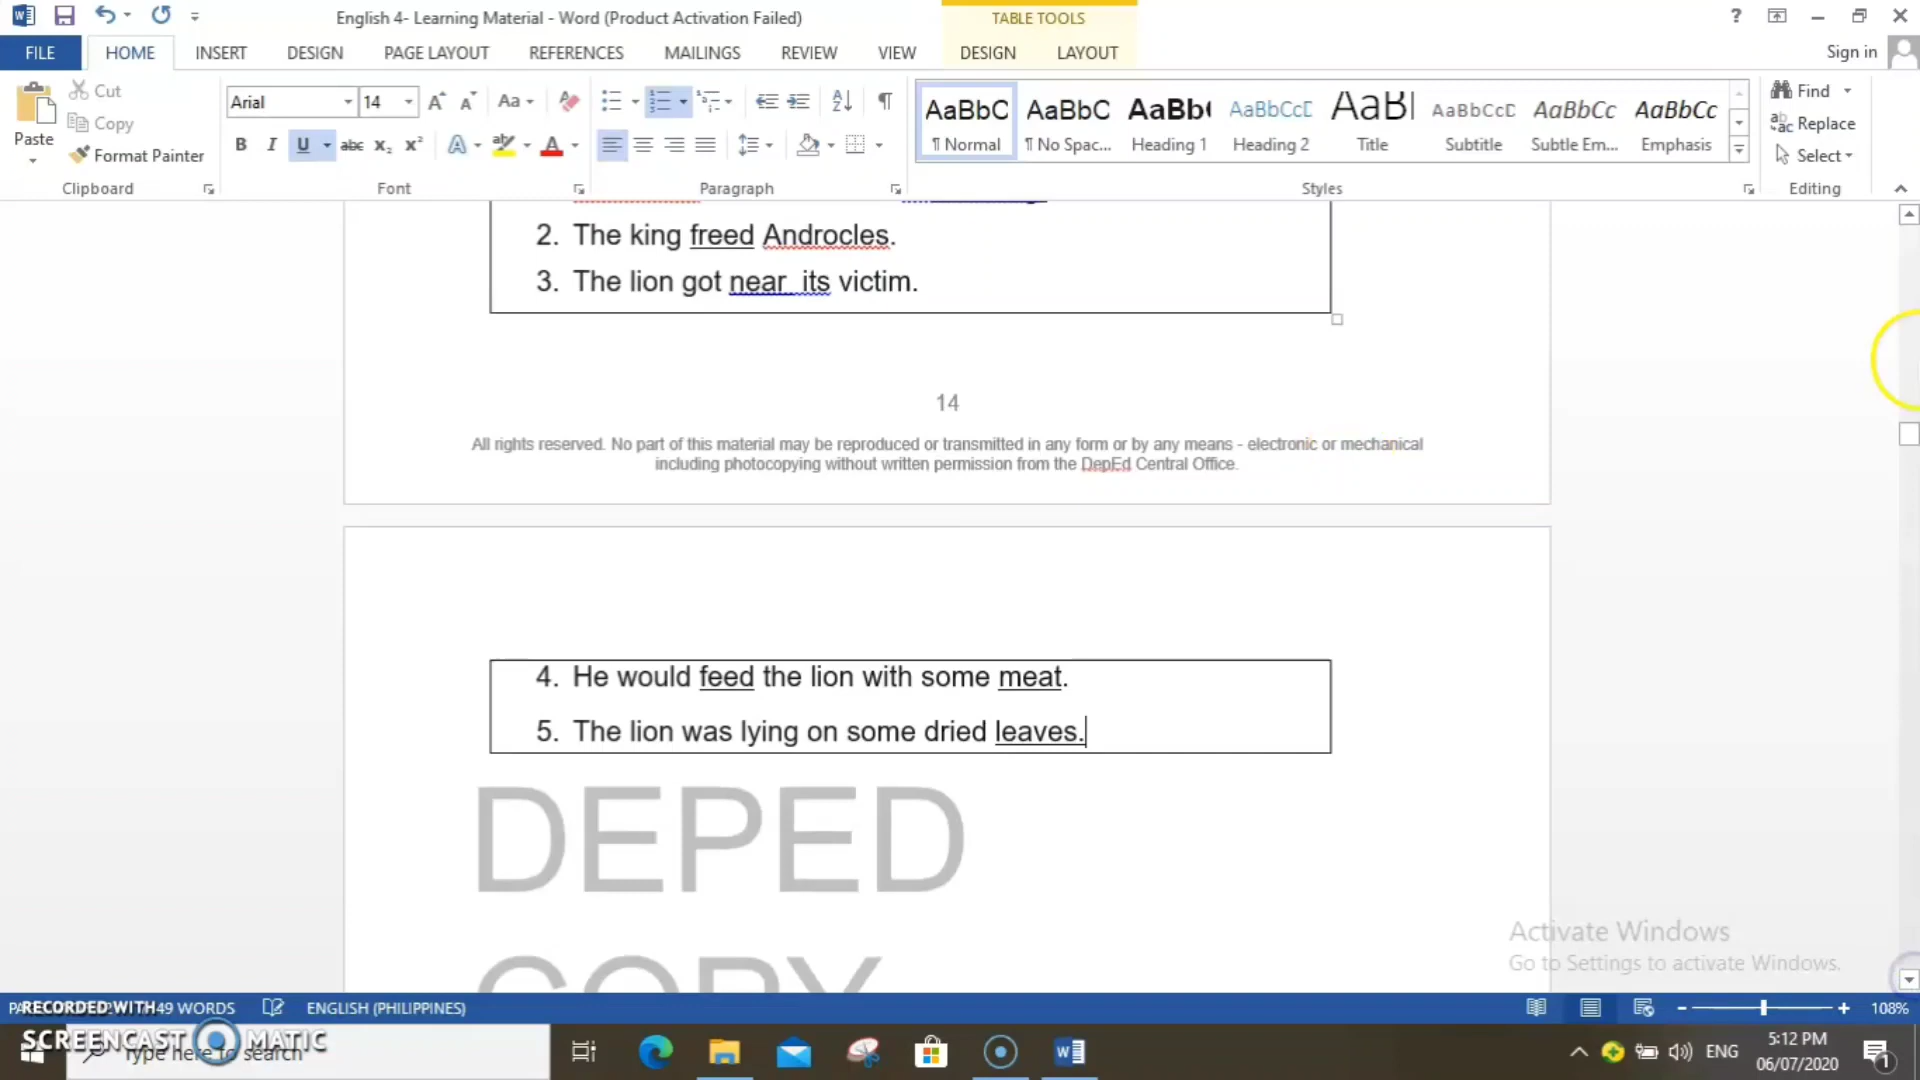 English 4- Learning Material - Word (Product Activation Failed)
TABLE TOOLS
?
FILE HOME INSERT DESIGN PAGE LAYOUT REFERENCES MAILINGS REVIEW VIEW DESIGN LAYOUT Sign in
Paste
Cut
Copy
Format Painter
Clipboard
Arial 14
Font
Paragraph
AaBbC AaBbC AaBb( AaBbCcD AaB AaBbCcD AaBbCc AaBbCc
¶ Normal ¶ No Spac... Heading 1 Heading 2 Title Subtitle Subtle Em... Emphasis
Styles
Find
Replace
Select
Editing
2. The king freed Androcles.
3. The lion got near its victim.
14
All rights reserved. No part of this material may be reproduced or transmitted in any form or by any means - electronic or mechanical
including photocopying without written permission from the DepEd Central Office.
4. He would feed the lion with some meat.
5. The lion was lying on some dried leaves.
DEPED
COPY
Activate Windows
Go to Settings to activate Windows.
RECORDED WITH 49 WORDS ENGLISH (PHILIPPINES) 108%
SCREENCAST MATIC
Type here to search
ENG
5:12 PM
06/07/2020
1